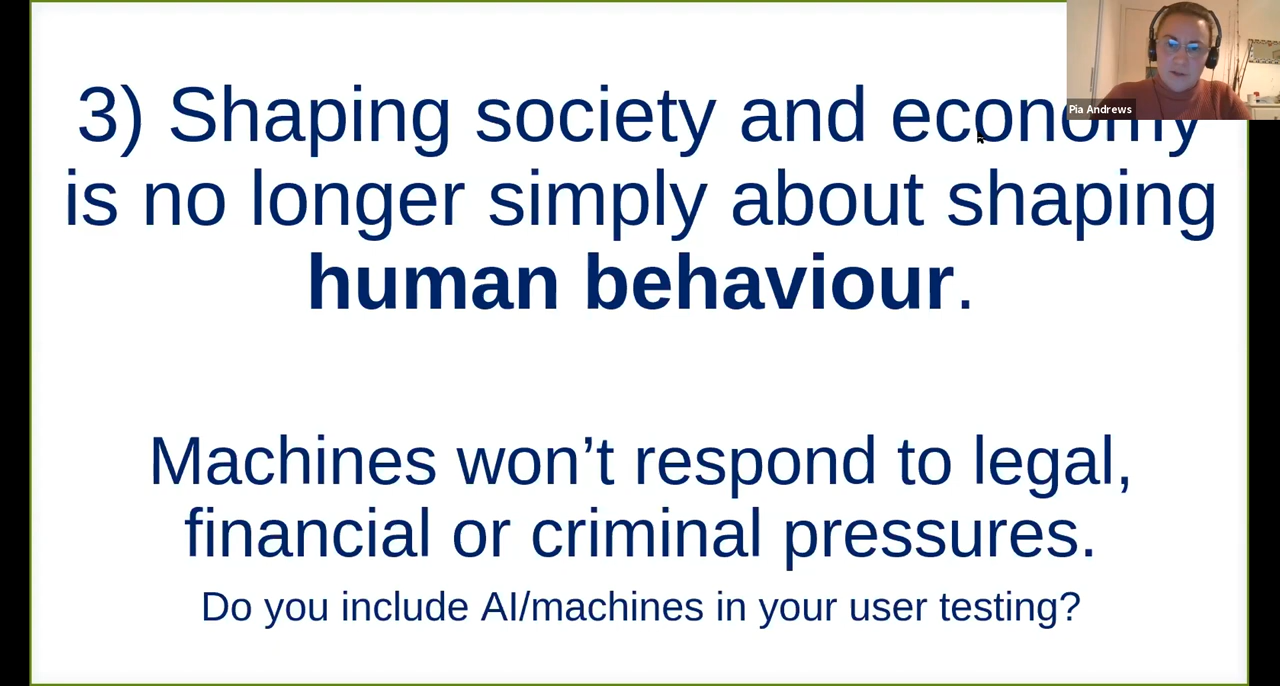 3) Shaping society and economy
is no longer simply about shaping
human behaviour.
Machines won’t respond to legal,
financial or criminal pressures.
Do you include AI/machines in your user testing?
Pia Andrews